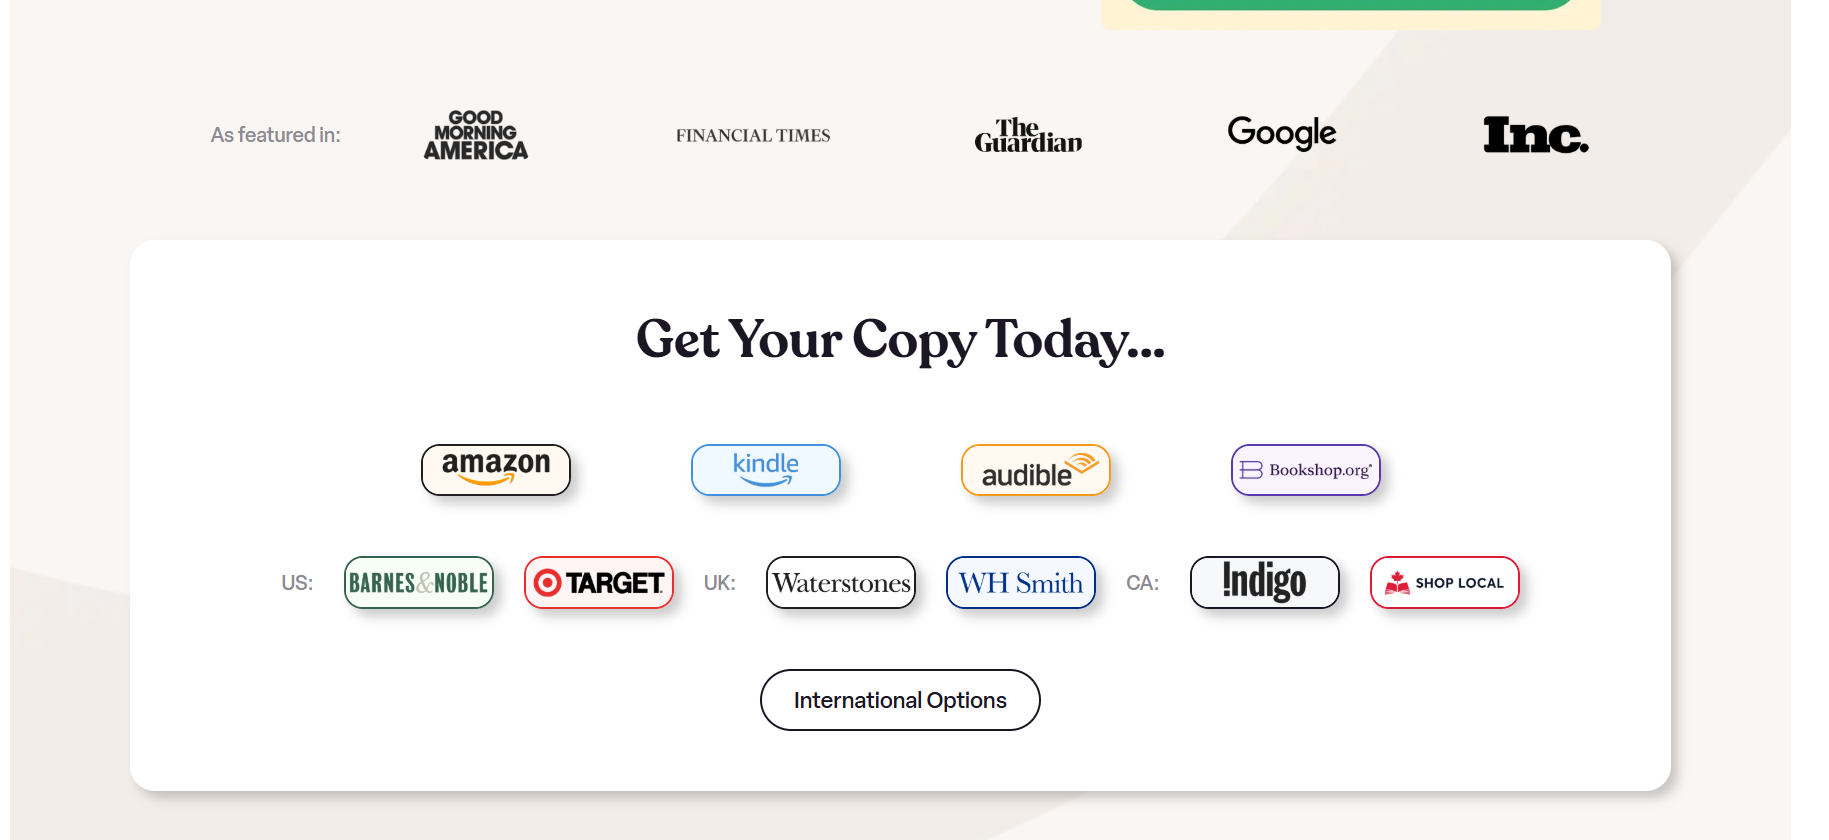 As featured in:
GOOD
MORNING
AMERICA
FINANCIAL TIMES
The
Guardian
Google
Inc.
Get Your Copy Today...
amazon
kindle
audible
Bookshop.org
US:
BARNES&NOBLE
TARGET
UK:
Waterstones
WH Smith
CA:
!ndigo
SHOP LOCAL
International Options